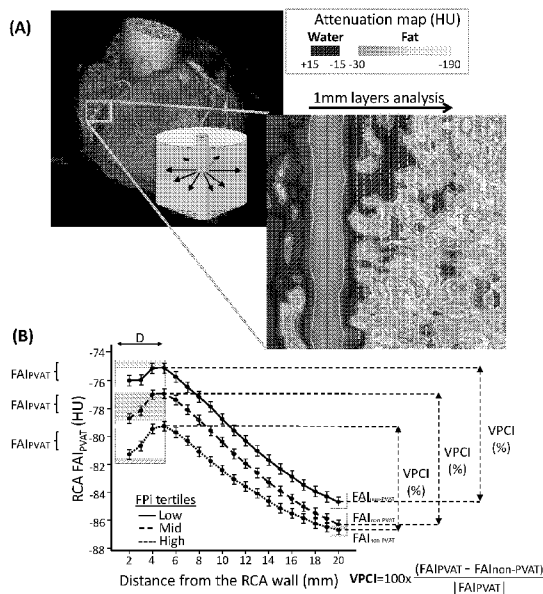 (A)
Attenuation map (HU)
Water Fat
+15 -15 -30 -190
1mm layers analysis
(B)
D
-74
-76
-78
-80
-82
-84
-86
-88
RCA FAIPVAT (HU)
FAIPVAT
FAIPVAT
FAIPVAT
FPi tertiles
Low
Mid
High
FAInon-PVAT
FAInon-PVAT
FAInon-PVAT
VPCI (%)
VPCI (%)
VPCI (%)
2 4 6 8 10 12 14 16 18 20
Distance from the RCA wall (mm)
VPCI=100x (FAIPVAT - FAInon-PVAT)
|FAIPVAT|